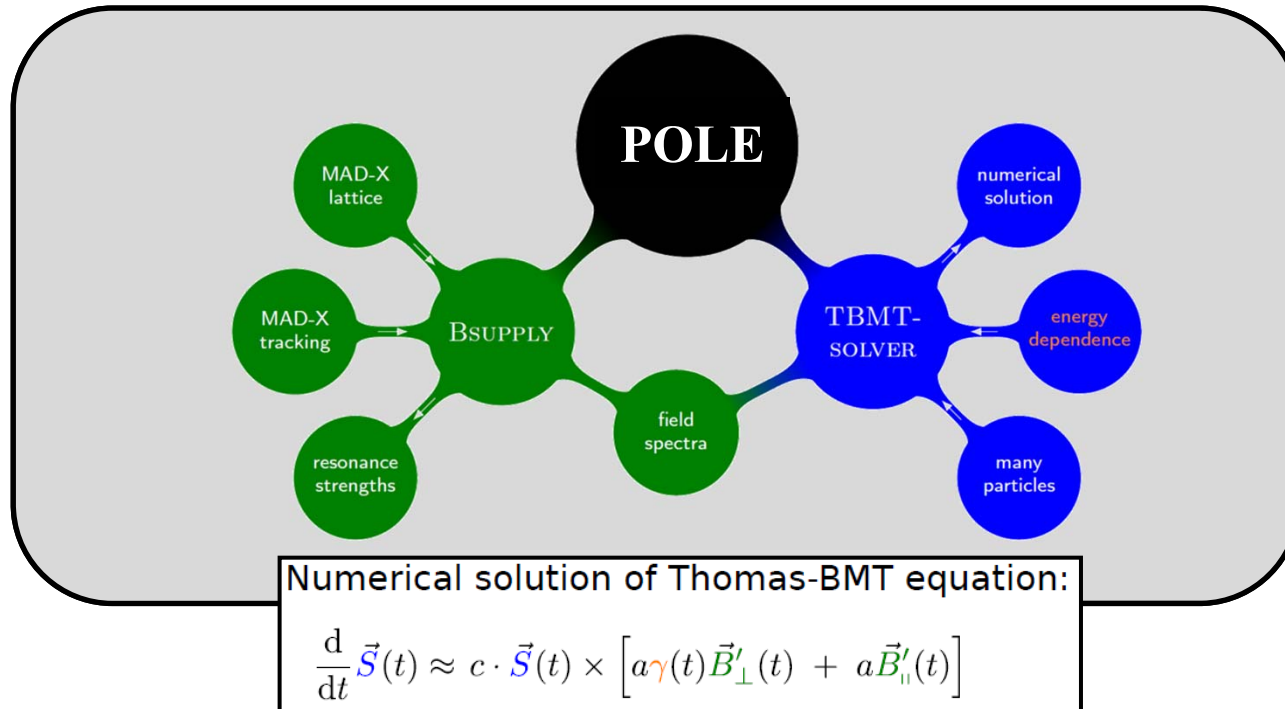 POLE
MAD-X
lattice
MAD-X
tracking
resonance
strengths
BSUPPLY
field
spectra
TBMT-
SOLVER
numerical
solution
energy
dependence
many
particles
Numerical solution of Thomas-BMT equation:
d/dt S⃗(t) ≈ c · S⃗(t) × [aγ(t)B⃗′⊥(t) + aB⃗′∥(t)]